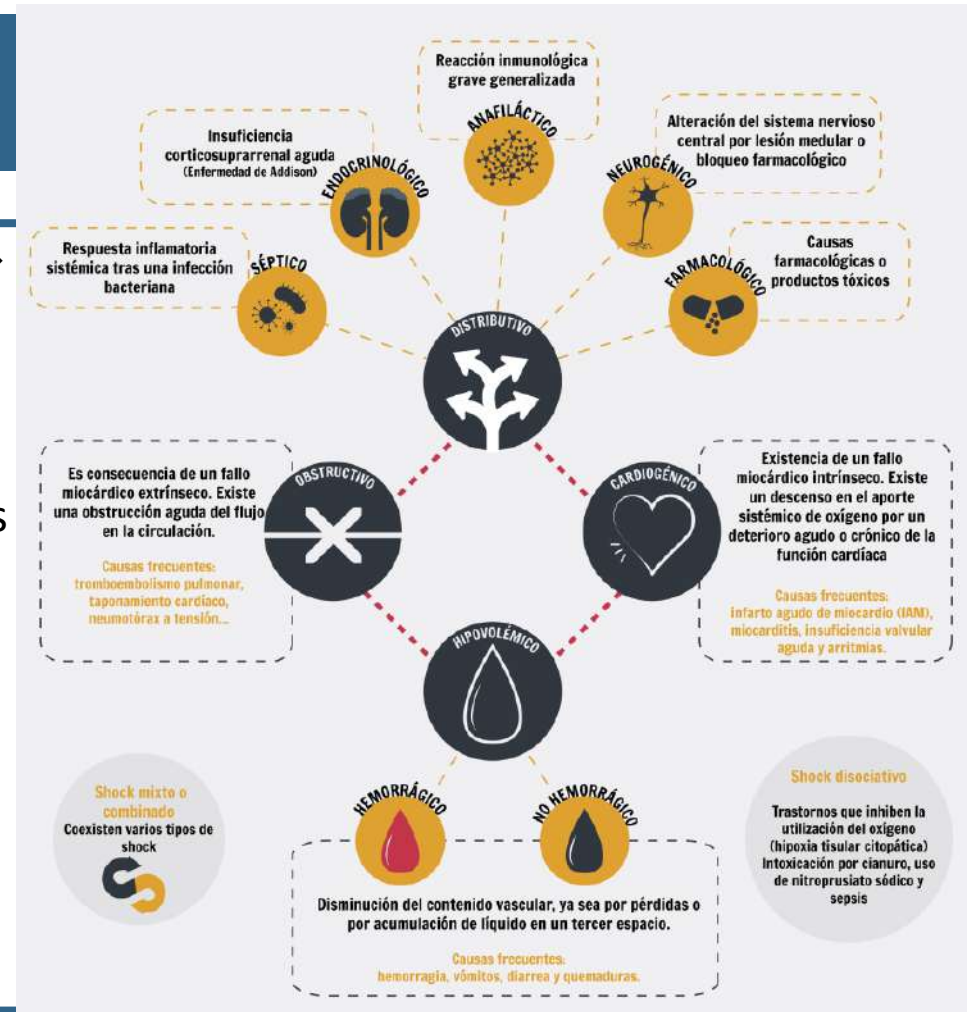 Reacción inmunológica
grave generalizada
ANAFILÁCTICO
Insuficiencia
corticosuprarrenal aguda
(Enfermedad de Addison)
ENDOCRINOLÓGICO
Alteración del sistema nervioso
central por lesión medular o
bloqueo farmacológico
NEUROGÉNICO
Respuesta inflamatoria
sistémica tras una infección
bacteriana
SÉPTICO
Causas
farmacológicas o
productos tóxicos
FARMACOLÓGICO
DISTRIBUTIVO
Es consecuencia de un fallo
miocárdico extrínseco. Existe
una obstrucción aguda del flujo
en la circulación.
Causas frecuentes:
tromboembolismo pulmonar,
taponamiento cardíaco,
neumotórax a tensión...
OBSTRUCTIVO
CARDIOGÉNICO
Existencia de un fallo
miocárdico intrínseco. Existe
un descenso en el aporte
sistémico de oxígeno por un
deterioro agudo o crónico de la
función cardíaca
Causas frecuentes:
infarto agudo de miocardio (IAM),
miocarditis, insuficiencia valvular
aguda y arritmias.
s
HIPOVOLÉMICO
HEMORRÁGICO
NO HEMORRÁGICO
Disminución del contenido vascular, ya sea por pérdidas o
por acumulación de líquido en un tercer espacio.
Causas frecuentes:
hemorragia, vómitos, diarrea y quemaduras.
Shock mixto o
combinado
Coexisten varios tipos de
shock
Shock disociativo
Trastornos que inhiben la
utilización del oxígeno
(hipoxia tisular citopática)
Intoxicación por cianuro, uso
de nitroprusiato sódico y
sepsis